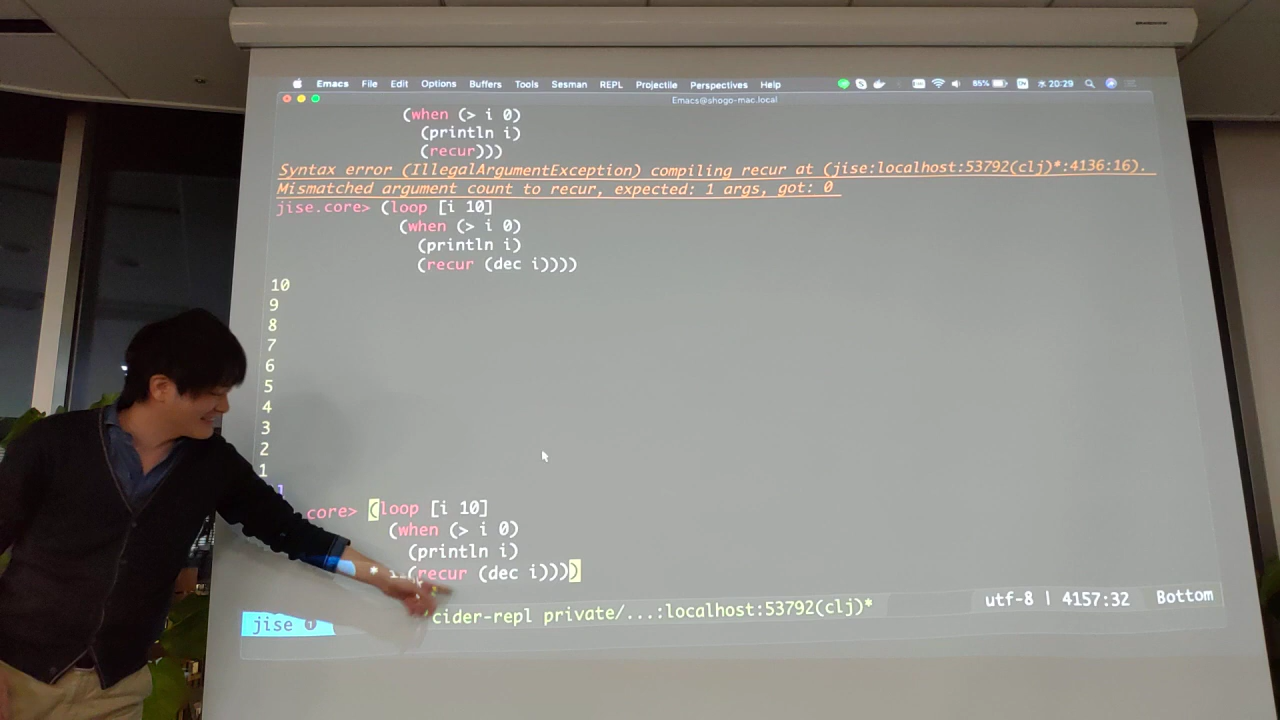 Emacs File Edit Options Buffers Tools Sesman REPL Projectile Perspectives Help 85% 20:29
Emacs@shogo-mac.local
(when (> i 0)
(println i)
(recur)))
Syntax error (IllegalArgumentException) compiling recur at (jise:localhost:53792(clj)*:4136:16).
Mismatched argument count to recur, expected: 1 args, got: 0
jise.core> (loop [i 10]
(when (> i 0)
(println i)
(recur (dec i))))
10
9
8
7
6
5
4
3
2
1
core> (loop [i 10]
(when (> i 0)
(println i)
(recur (dec i))))
jise 1 cider-repl private/...:localhost:53792(clj)* utf-8 | 4157:32 Bottom